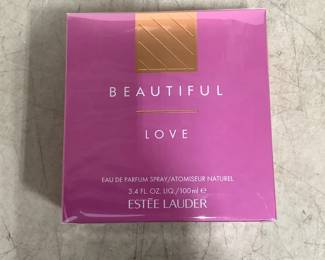 BEAUTIFUL
LOVE
EAU DE PARFUM SPRAY/ATOMISEUR NATUREL
3.4 FL. OZ. LIQ./100 ml ℮
ESTĒE LAUDER